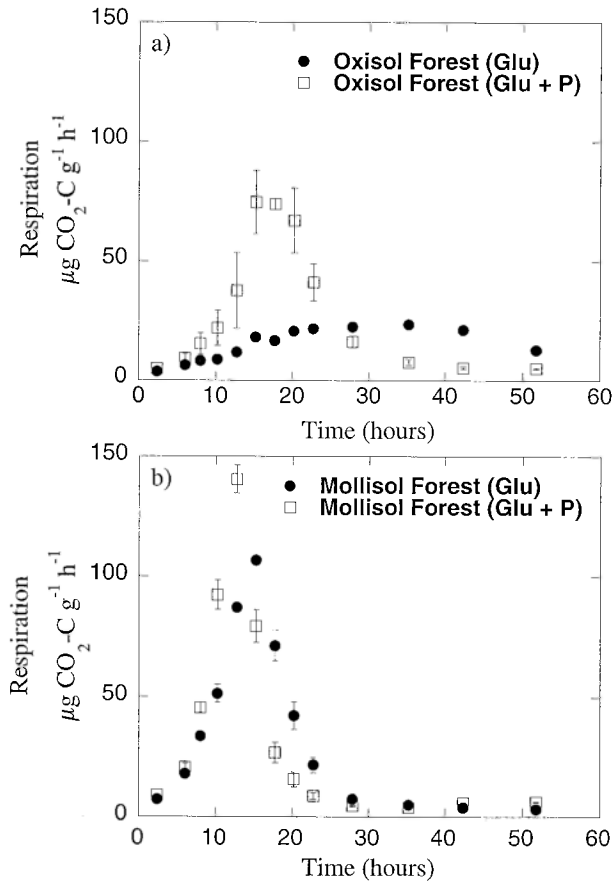 150
a)
Oxisol Forest (Glu)
Oxisol Forest (Glu + P)
100
Respiration
µg CO2-C g-1 h-1
50
0
0 10 20 30 40 50 60
Time (hours)
150
b)
Mollisol Forest (Glu)
Mollisol Forest (Glu + P)
100
Respiration
µg CO2-C g-1 h-1
50
0
0 10 20 30 40 50 60
Time (hours)